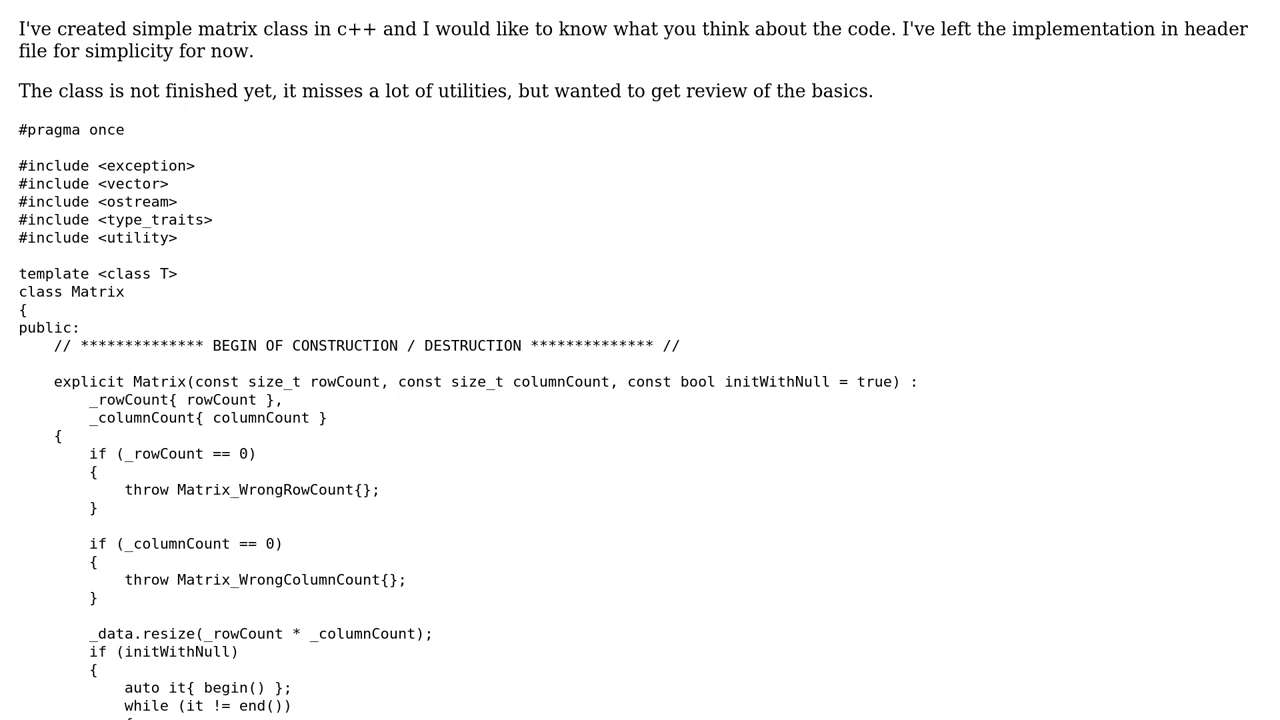 I've created simple matrix class in c++ and I would like to know what you think about the code. I've left the implementation in header
file for simplicity for now.
The class is not finished yet, it misses a lot of utilities, but wanted to get review of the basics.
#pragma once
#include <exception>
#include <vector>
#include <ostream>
#include <type_traits>
#include <utility>
template <class T>
class Matrix
{
public:
    // ************** BEGIN OF CONSTRUCTION / DESTRUCTION ************** //
    explicit Matrix(const size_t rowCount, const size_t columnCount, const bool initWithNull = true) :
        _rowCount{ rowCount },
        _columnCount{ columnCount }
    {
        if (_rowCount == 0)
        {
            throw Matrix_WrongRowCount{};
        }
        if (_columnCount == 0)
        {
            throw Matrix_WrongColumnCount{};
        }
        _data.resize(_rowCount * _columnCount);
        if (initWithNull)
        {
            auto it{ begin() };
            while (it != end())
            {